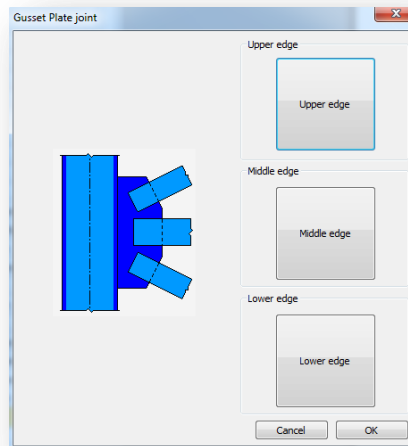 Gusset Plate joint
Upper edge
Upper edge
Middle edge
Middle edge
Lower edge
Lower edge
Cancel
OK